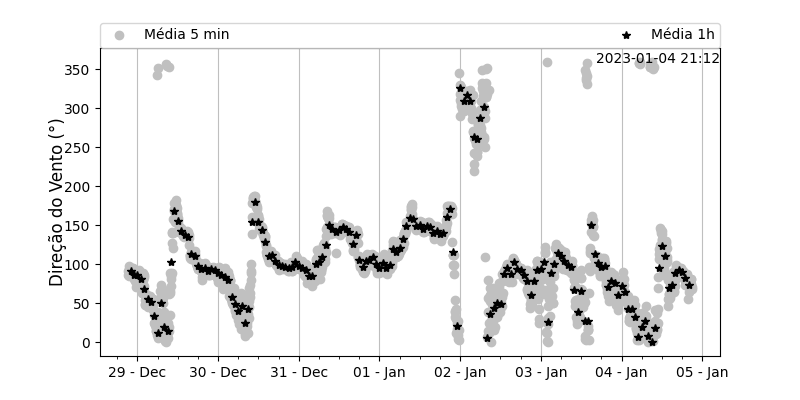 Média 5 min
Média 1h
2023-01-04 21:12
Direção do Vento (°)
350
300
250
200
150
100
50
0
29 - Dec
30 - Dec
31 - Dec
01 - Jan
02 - Jan
03 - Jan
04 - Jan
05 - Jan